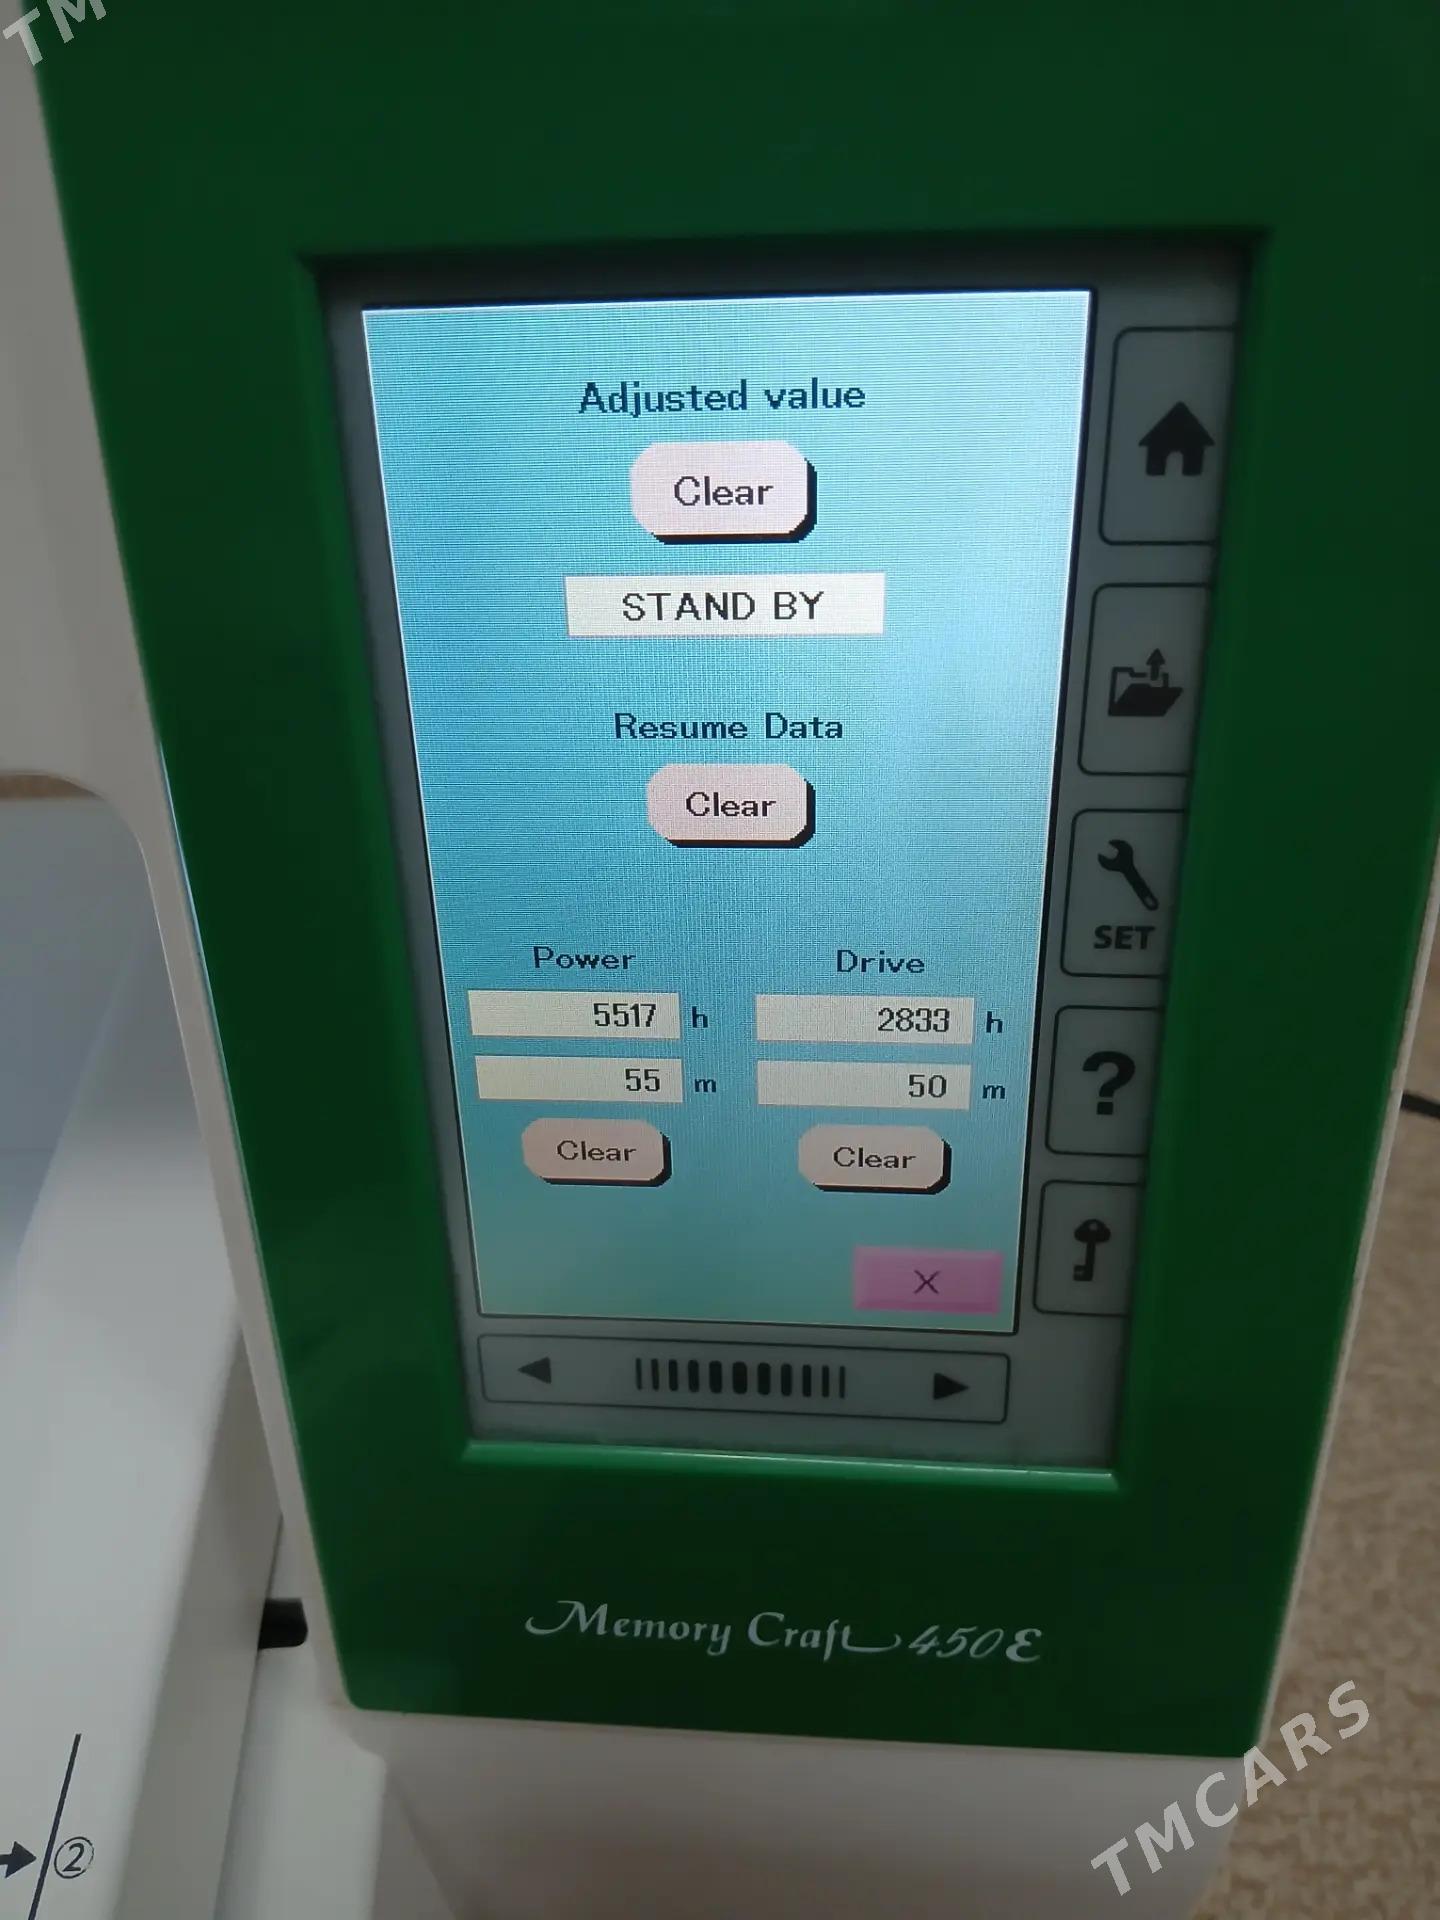 TM
Adjusted value
Clear
STAND BY
Resume Data
Clear
Power Drive
5517 h 2833 h
55 m 50 m
Clear Clear
X
SET
?
Memory Craft 450E
②
TMCARS